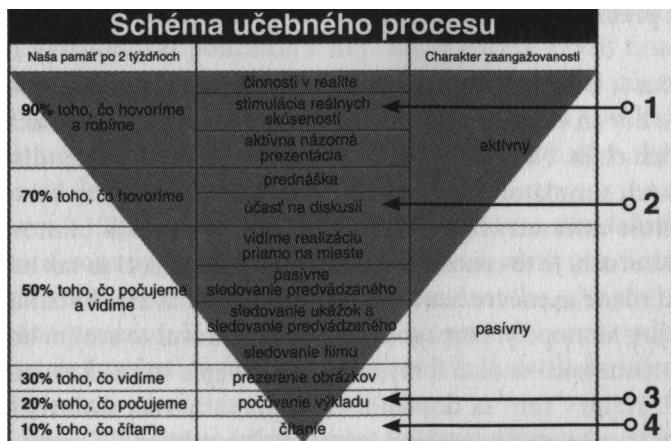 Schéma učebného procesu
Naša pamäť po 2 týždňoch
Charakter zaangažovanosti
činnosti v realite
90% toho, čo hovoríme
a robíme
stimulácia reálnych
skúseností
1
aktívna názorná
prezentácia
aktívny
prednáška
70% toho, čo hovoríme
účasť na diskusii
2
vidíme realizáciu
priamo na mieste
50% toho, čo počujeme
a vidíme
pasívne
sledovanie predvádzaného
sledovanie ukážok a
sledovanie predvádzaného
pasívny
sledovanie filmu
30% toho, čo vidíme
prezeranie obrázkov
20% toho, čo počujeme
počúvanie výkladu
3
10% toho, čo čítame
čítanie
4